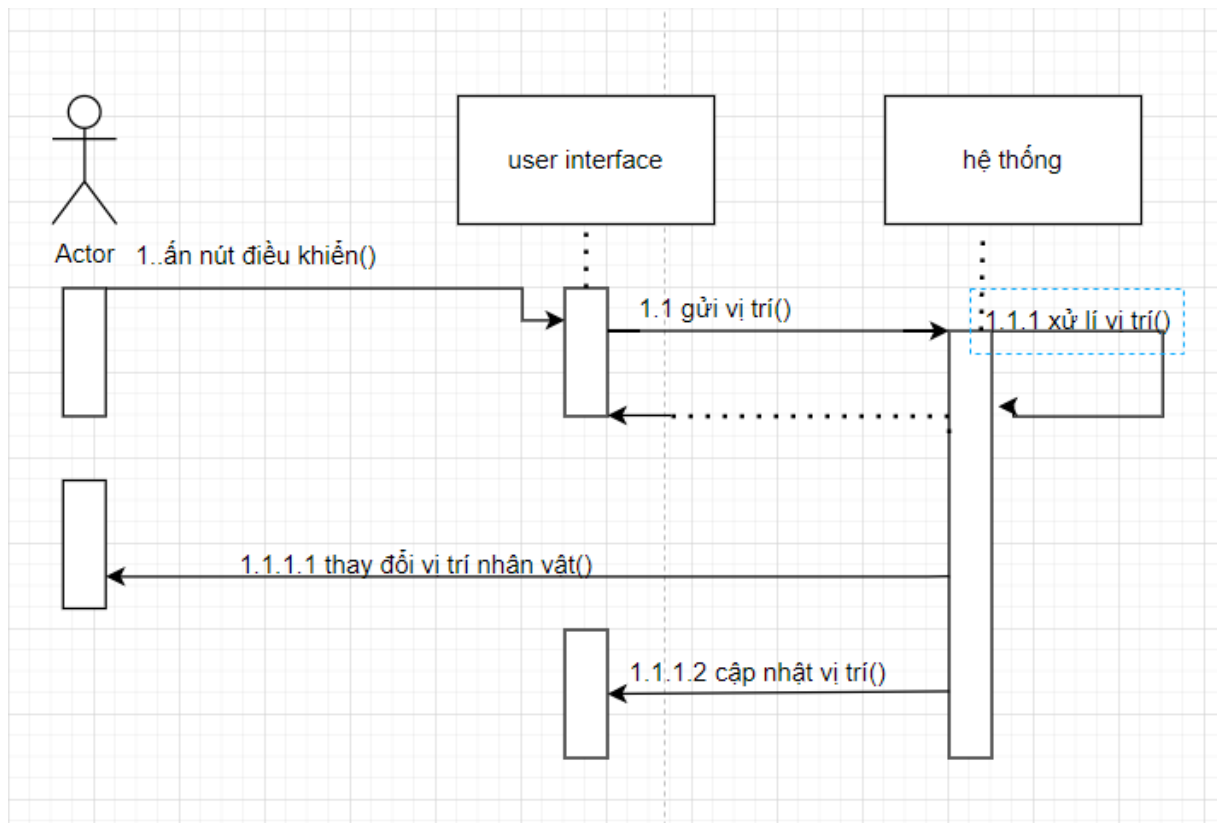 user interface
hệ thống
Actor
1..ấn nút điều khiển()
1.1 gửi vị trí()
1.1.1 xử lí vị trí()
1.1.1.1 thay đổi vị trí nhân vât()
1.1.1.2 cập nhật vị trí()